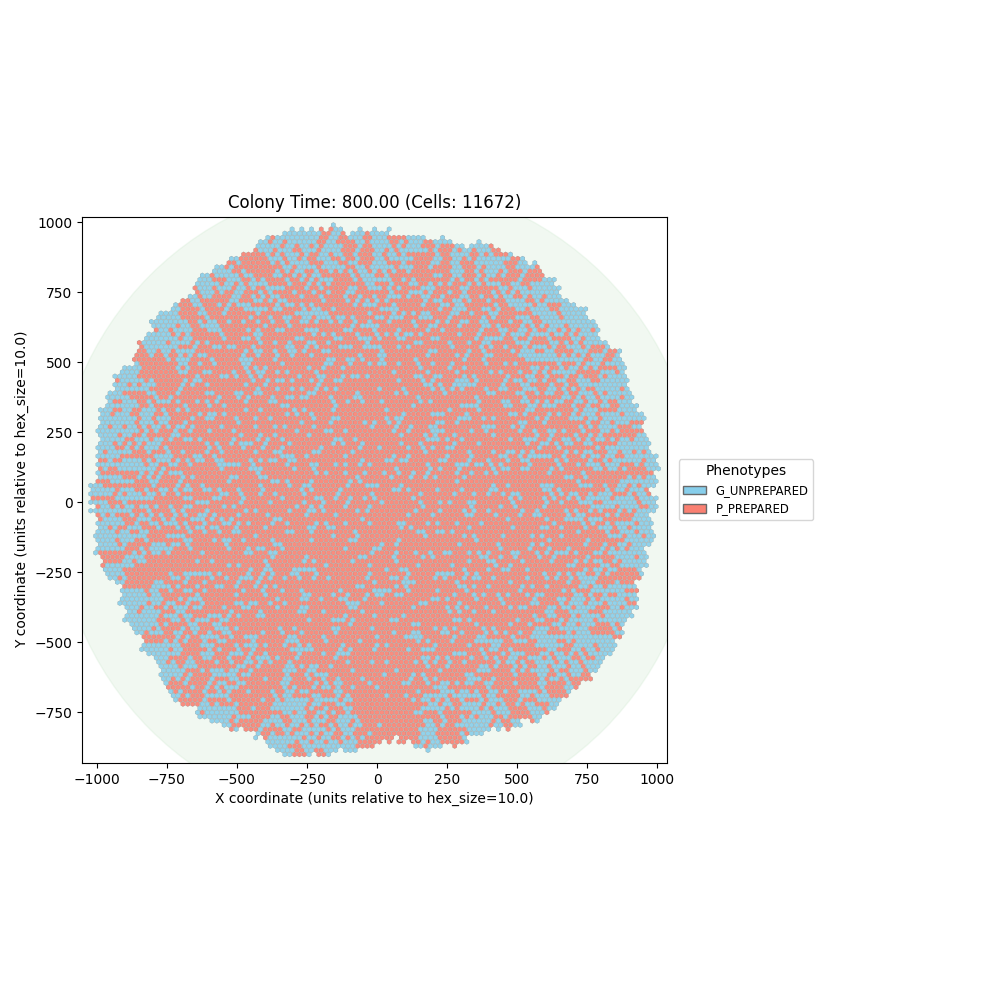 Colony Time: 800.00 (Cells: 11672)
1000
750
500
250
0
−250
−500
−750
Y coordinate (units relative to hex_size=10.0)
−1000 −750 −500 −250 0 250 500 750 1000
X coordinate (units relative to hex_size=10.0)
Phenotypes
G_UNPREPARED
P_PREPARED